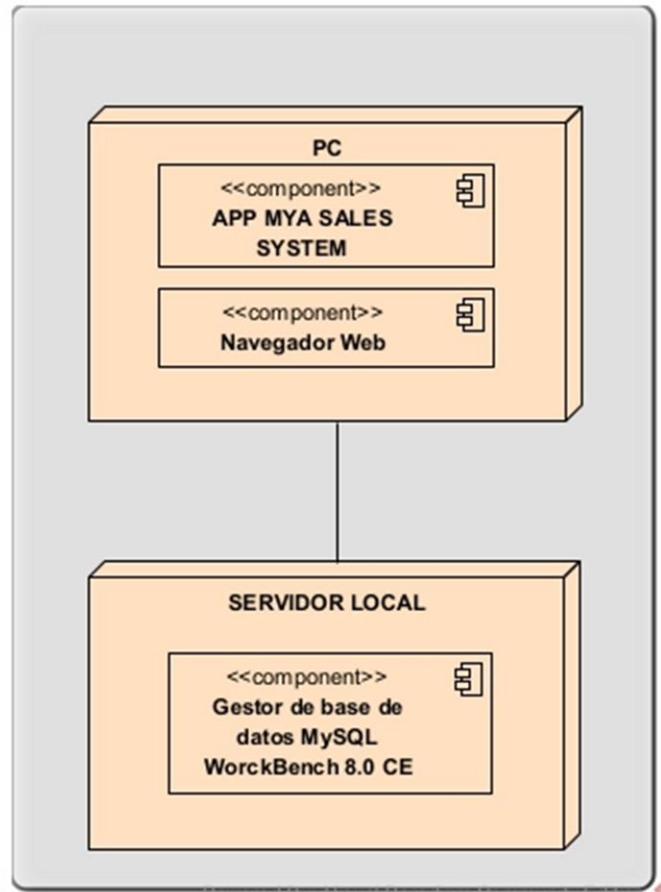 PC
<<component>>
APP MYA SALES
SYSTEM
<<component>>
Navegador Web
SERVIDOR LOCAL
<<component>>
Gestor de base de
datos MySQL
WorckBench 8.0 CE